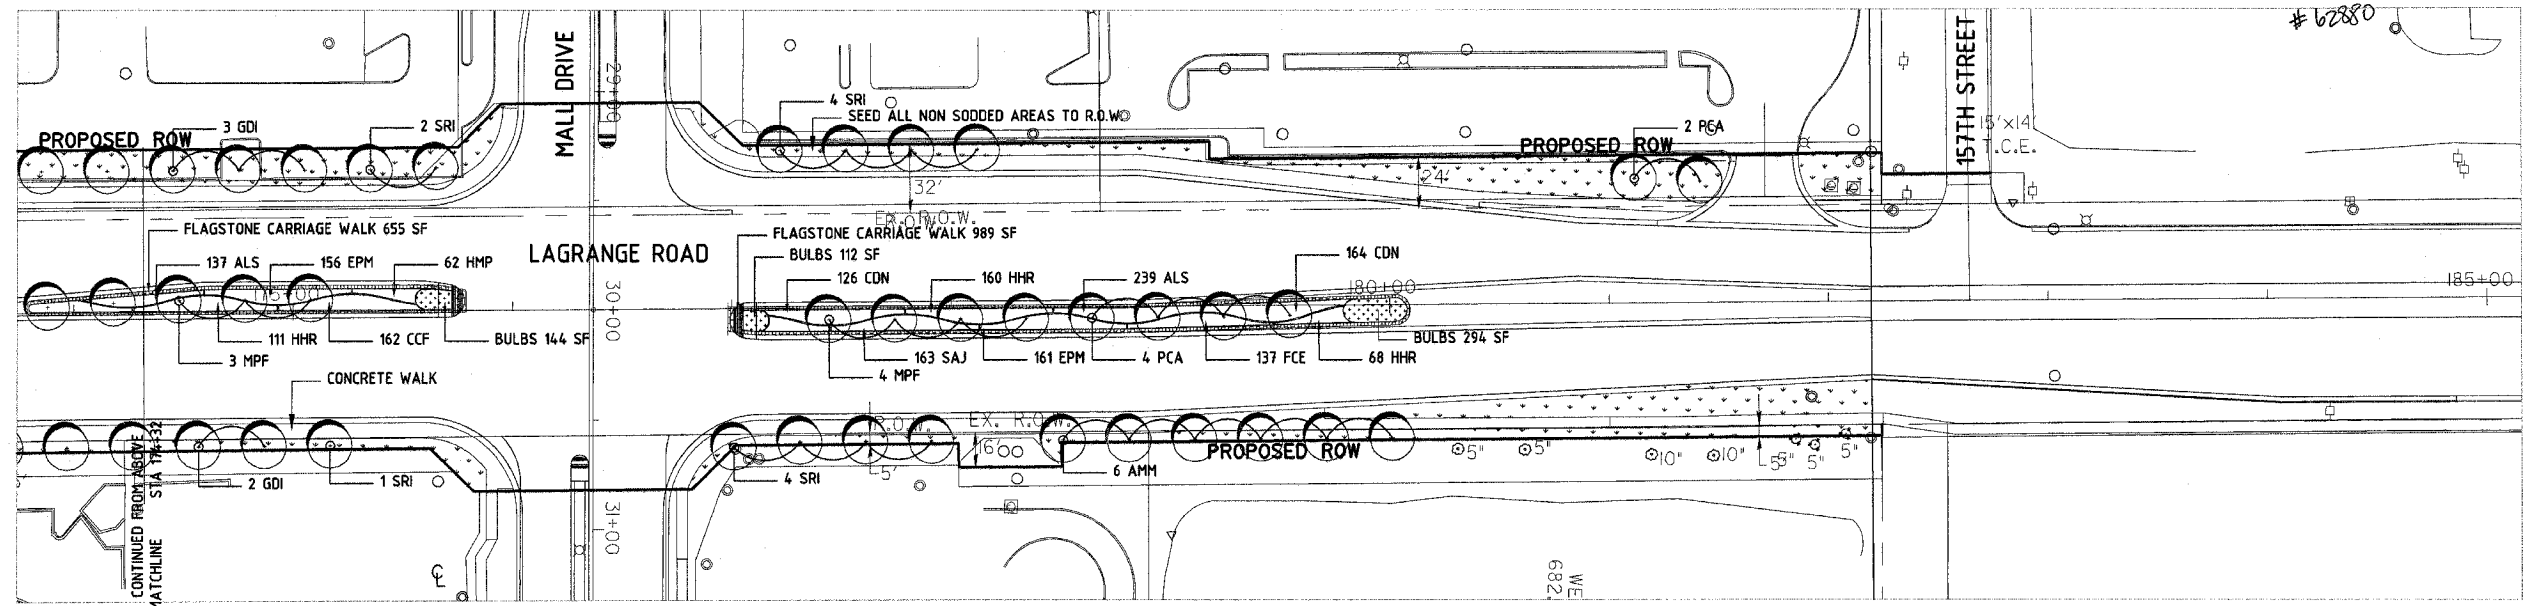 # 62880
MALL DRIVE
29+00
157TH STREET
4 SRI
SEED ALL NON SODDED AREAS TO R.O.W.
3 GDI
2 SRI
PROPOSED ROW
2 PCA
PROPOSED ROW
15'x14'
T.C.E.
32'
24'
FLAGSTONE CARRIAGE WALK 655 SF
FLAGSTONE CARRIAGE WALK 989 SF
LAGRANGE ROAD
BULBS 112 SF
137 ALS
156 EPM
62 HMP
126 CDN
160 HHR
239 ALS
164 CDN
180+00
185+00
30+00
111 HHR
162 CCF
BULBS 144 SF
BULBS 294 SF
3 MPF
163 SAJ
161 EPM
4 PCA
137 FCE
68 HHR
4 MPF
CONCRETE WALK
EX. R.O.W.
PROPOSED ROW
5"
5"
10"
10"
5"
5"
5"
5'
6 AMM
4 SRI
2 GDI
1 SRI
CONTINUED FROM ABOVE
MATCHLINE
31+00
WE
682.